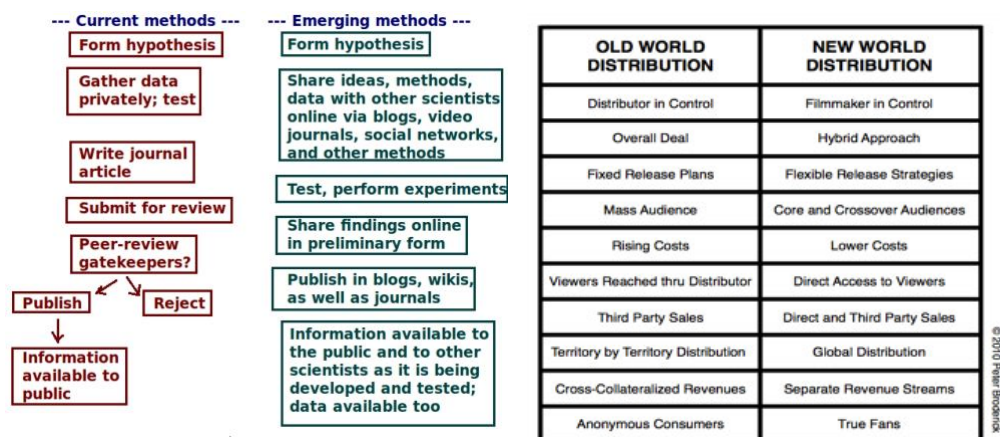 --- Current methods ---
Form hypothesis
Gather data
privately; test
Write journal
article
Submit for review
Peer-review
gatekeepers?
Publish
Reject
Information
available to
public
--- Emerging methods ---
Form hypothesis
Share ideas, methods,
data with other scientists
online via blogs, video
journals, social networks,
and other methods
Test, perform experiments
Share findings online
in preliminary form
Publish in blogs, wikis,
as well as journals
Information available to
the public and to other
scientists as it is being
developed and tested;
data available too
OLD WORLD
DISTRIBUTION
NEW WORLD
DISTRIBUTION
Distributor in Control
Filmmaker in Control
Overall Deal
Hybrid Approach
Fixed Release Plans
Flexible Release Strategies
Mass Audience
Core and Crossover Audiences
Rising Costs
Lower Costs
Viewers Reached thru Distributor
Direct Access to Viewers
Third Party Sales
Direct and Third Party Sales
Territory by Territory Distribution
Global Distribution
Cross-Collateralized Revenues
Separate Revenue Streams
Anonymous Consumers
True Fans
© 2010 Peter Broderick